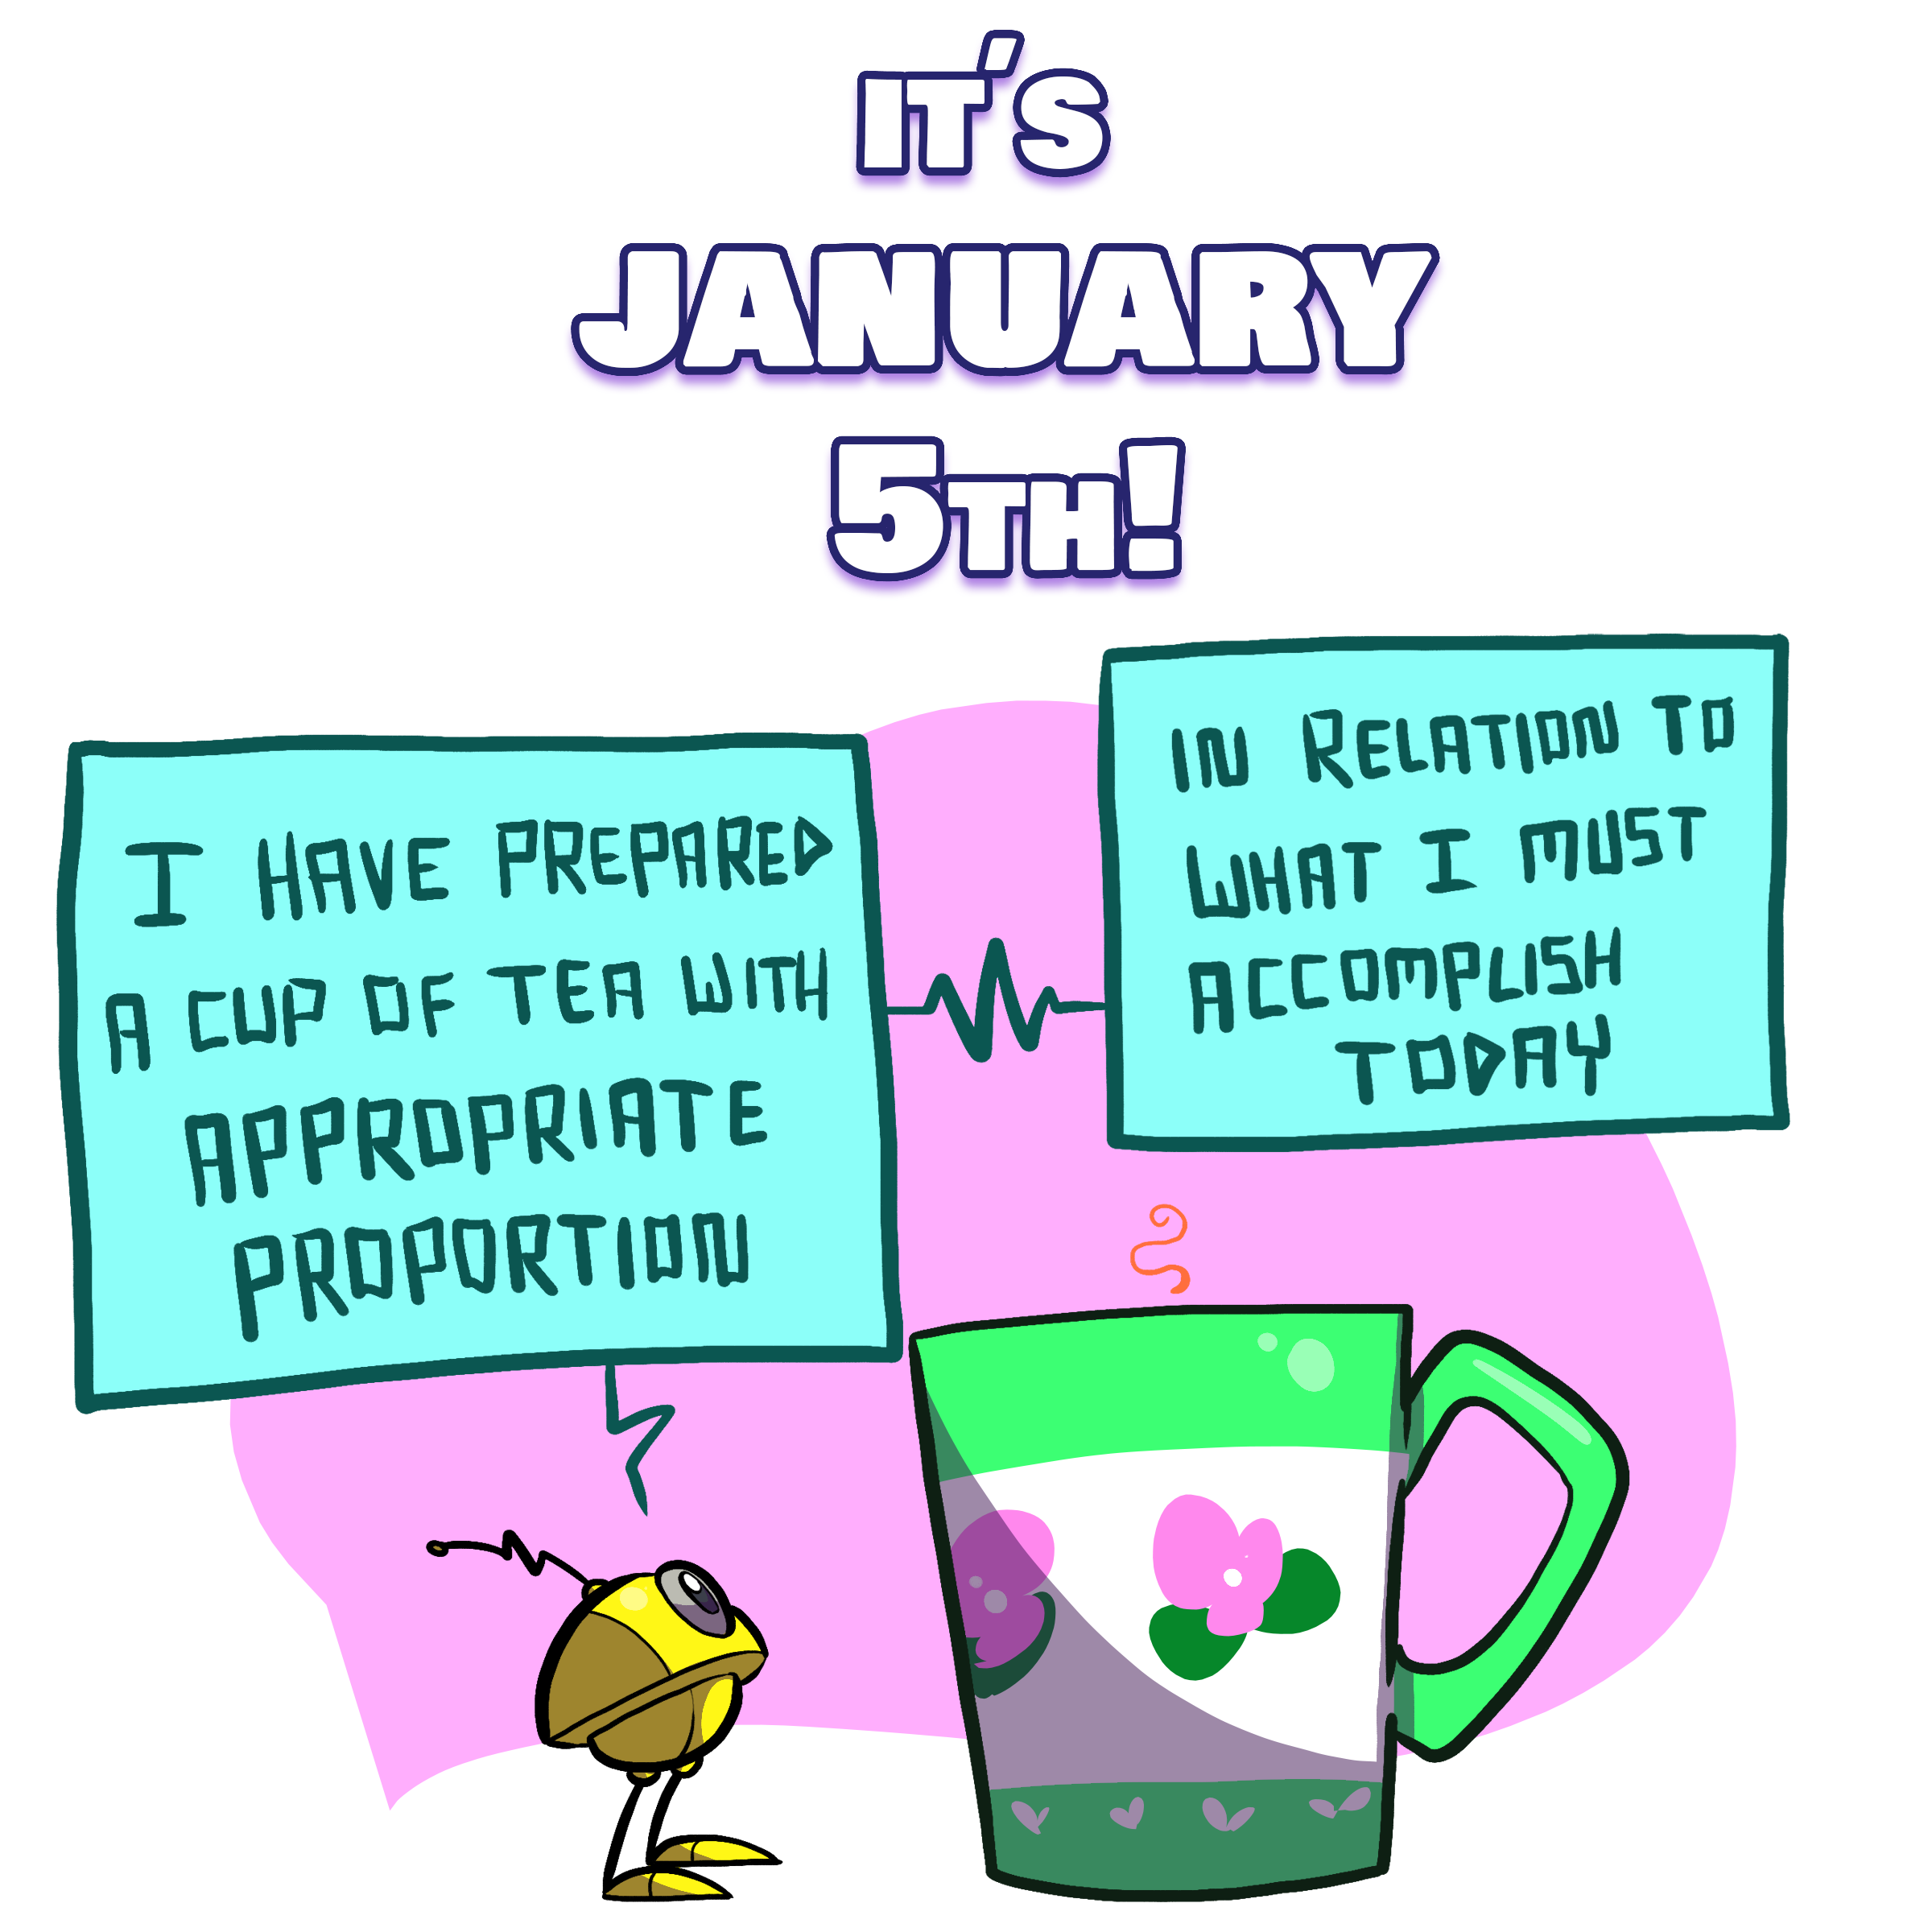 IT'S
JANUARY
5TH!
I HAVE PREPARED
A CUP OF TEA WITH
APPROPRIATE
PROPORTION
IN RELATION TO
WHAT I MUST
ACCOMPLISH
TODAY